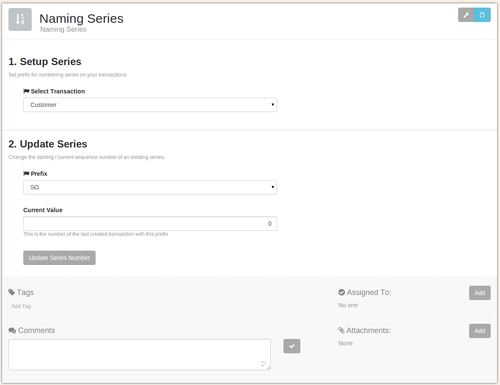 Naming Series
Naming Series
1. Setup Series
Set prefix for numbering series on your transactions
Select Transaction
Customer
2. Update Series
Change the starting / current sequence number of an existing series.
Prefix
SO
Current Value
0
This is the number of the last created transaction with this prefix
Update Series Number
Tags
Assigned To:
Add
Add Tag
No one
Comments
Attachments:
Add
None